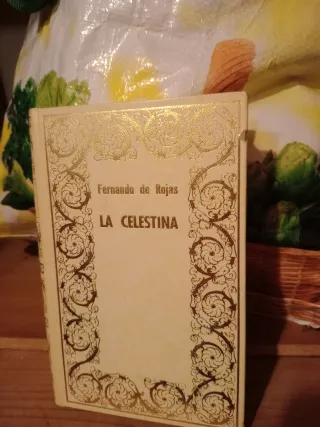 Fernando de Rojas
LA CELESTINA